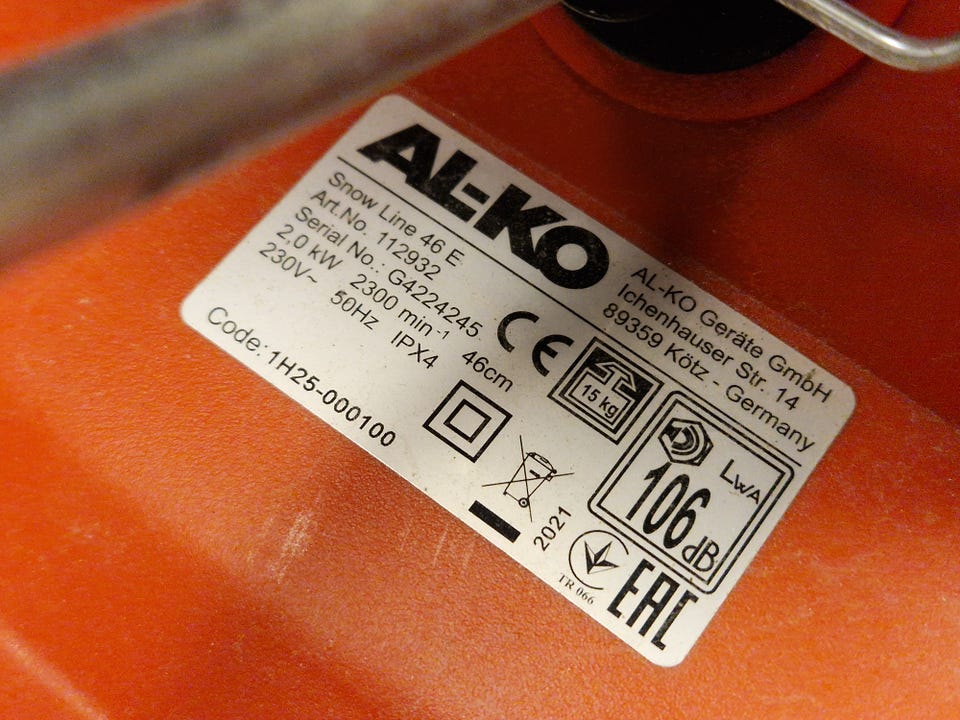 AL-KO
Snow Line 46 E
Art.No. 112932
Serial No.: G4224245
2,0 kW 2300 min⁻¹ 46cm
230V~ 50Hz IPX4
Code: 1H25-000100
AL-KO Geräte GmbH
Ichenhauser Str. 14
89359 Kötz - Germany
CE
15 kg
LWA
106 dB
2021
TR 066
EAC